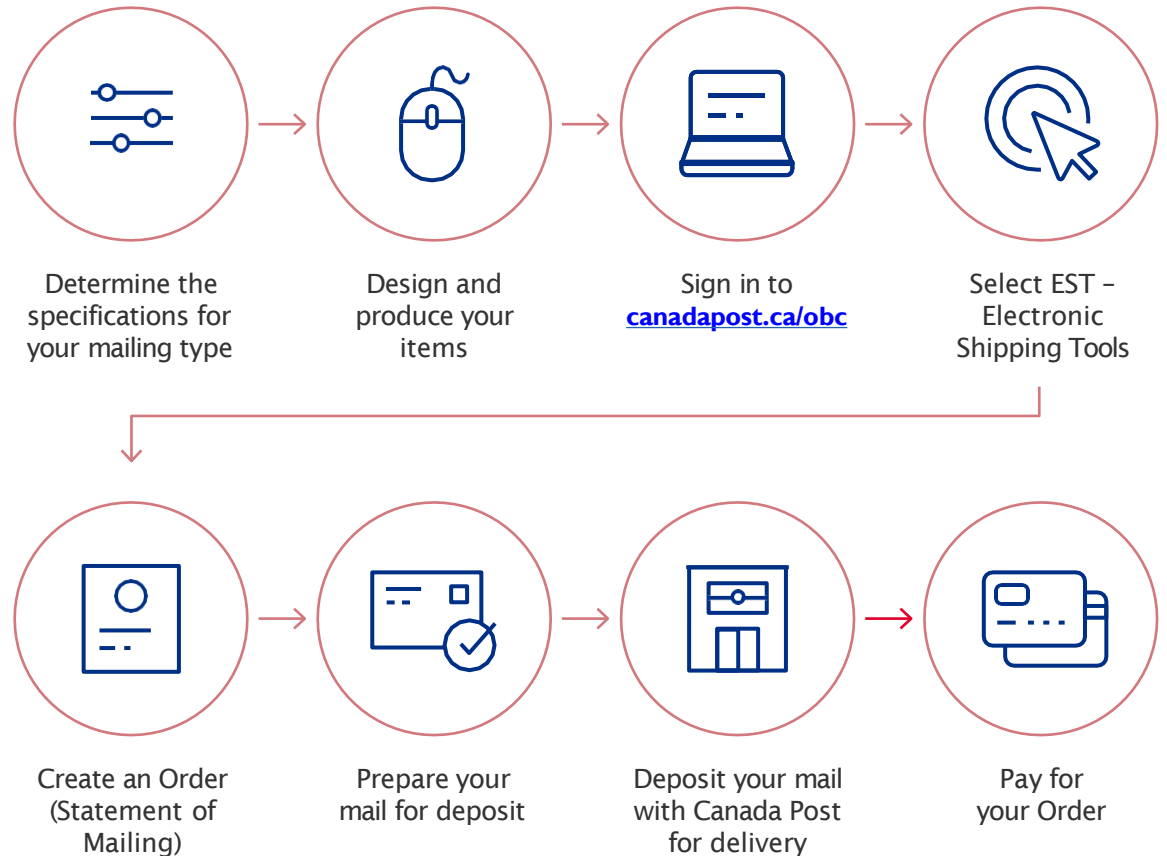 Determine the
specifications for
your mailing type
Design and
produce your
items
Sign in to
canadapost.ca/obc
Select EST –
Electronic
Shipping Tools
Create an Order
(Statement of
Mailing)
Prepare your
mail for deposit
Deposit your mail
with Canada Post
for delivery
Pay for
your Order